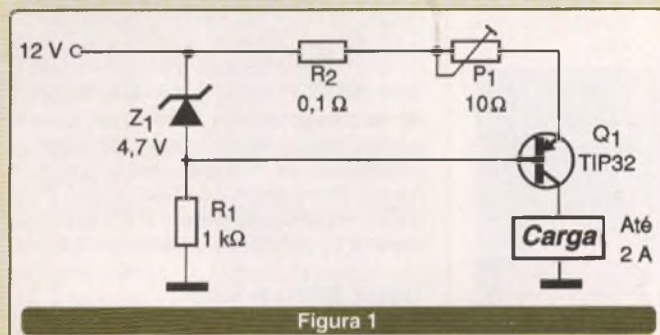 12 V
R2
0,1 Ω
P1
10Ω
Z1
4,7 V
Q1
TIP32
R1
1 kΩ
Carga
Até
2 A
Figura 1